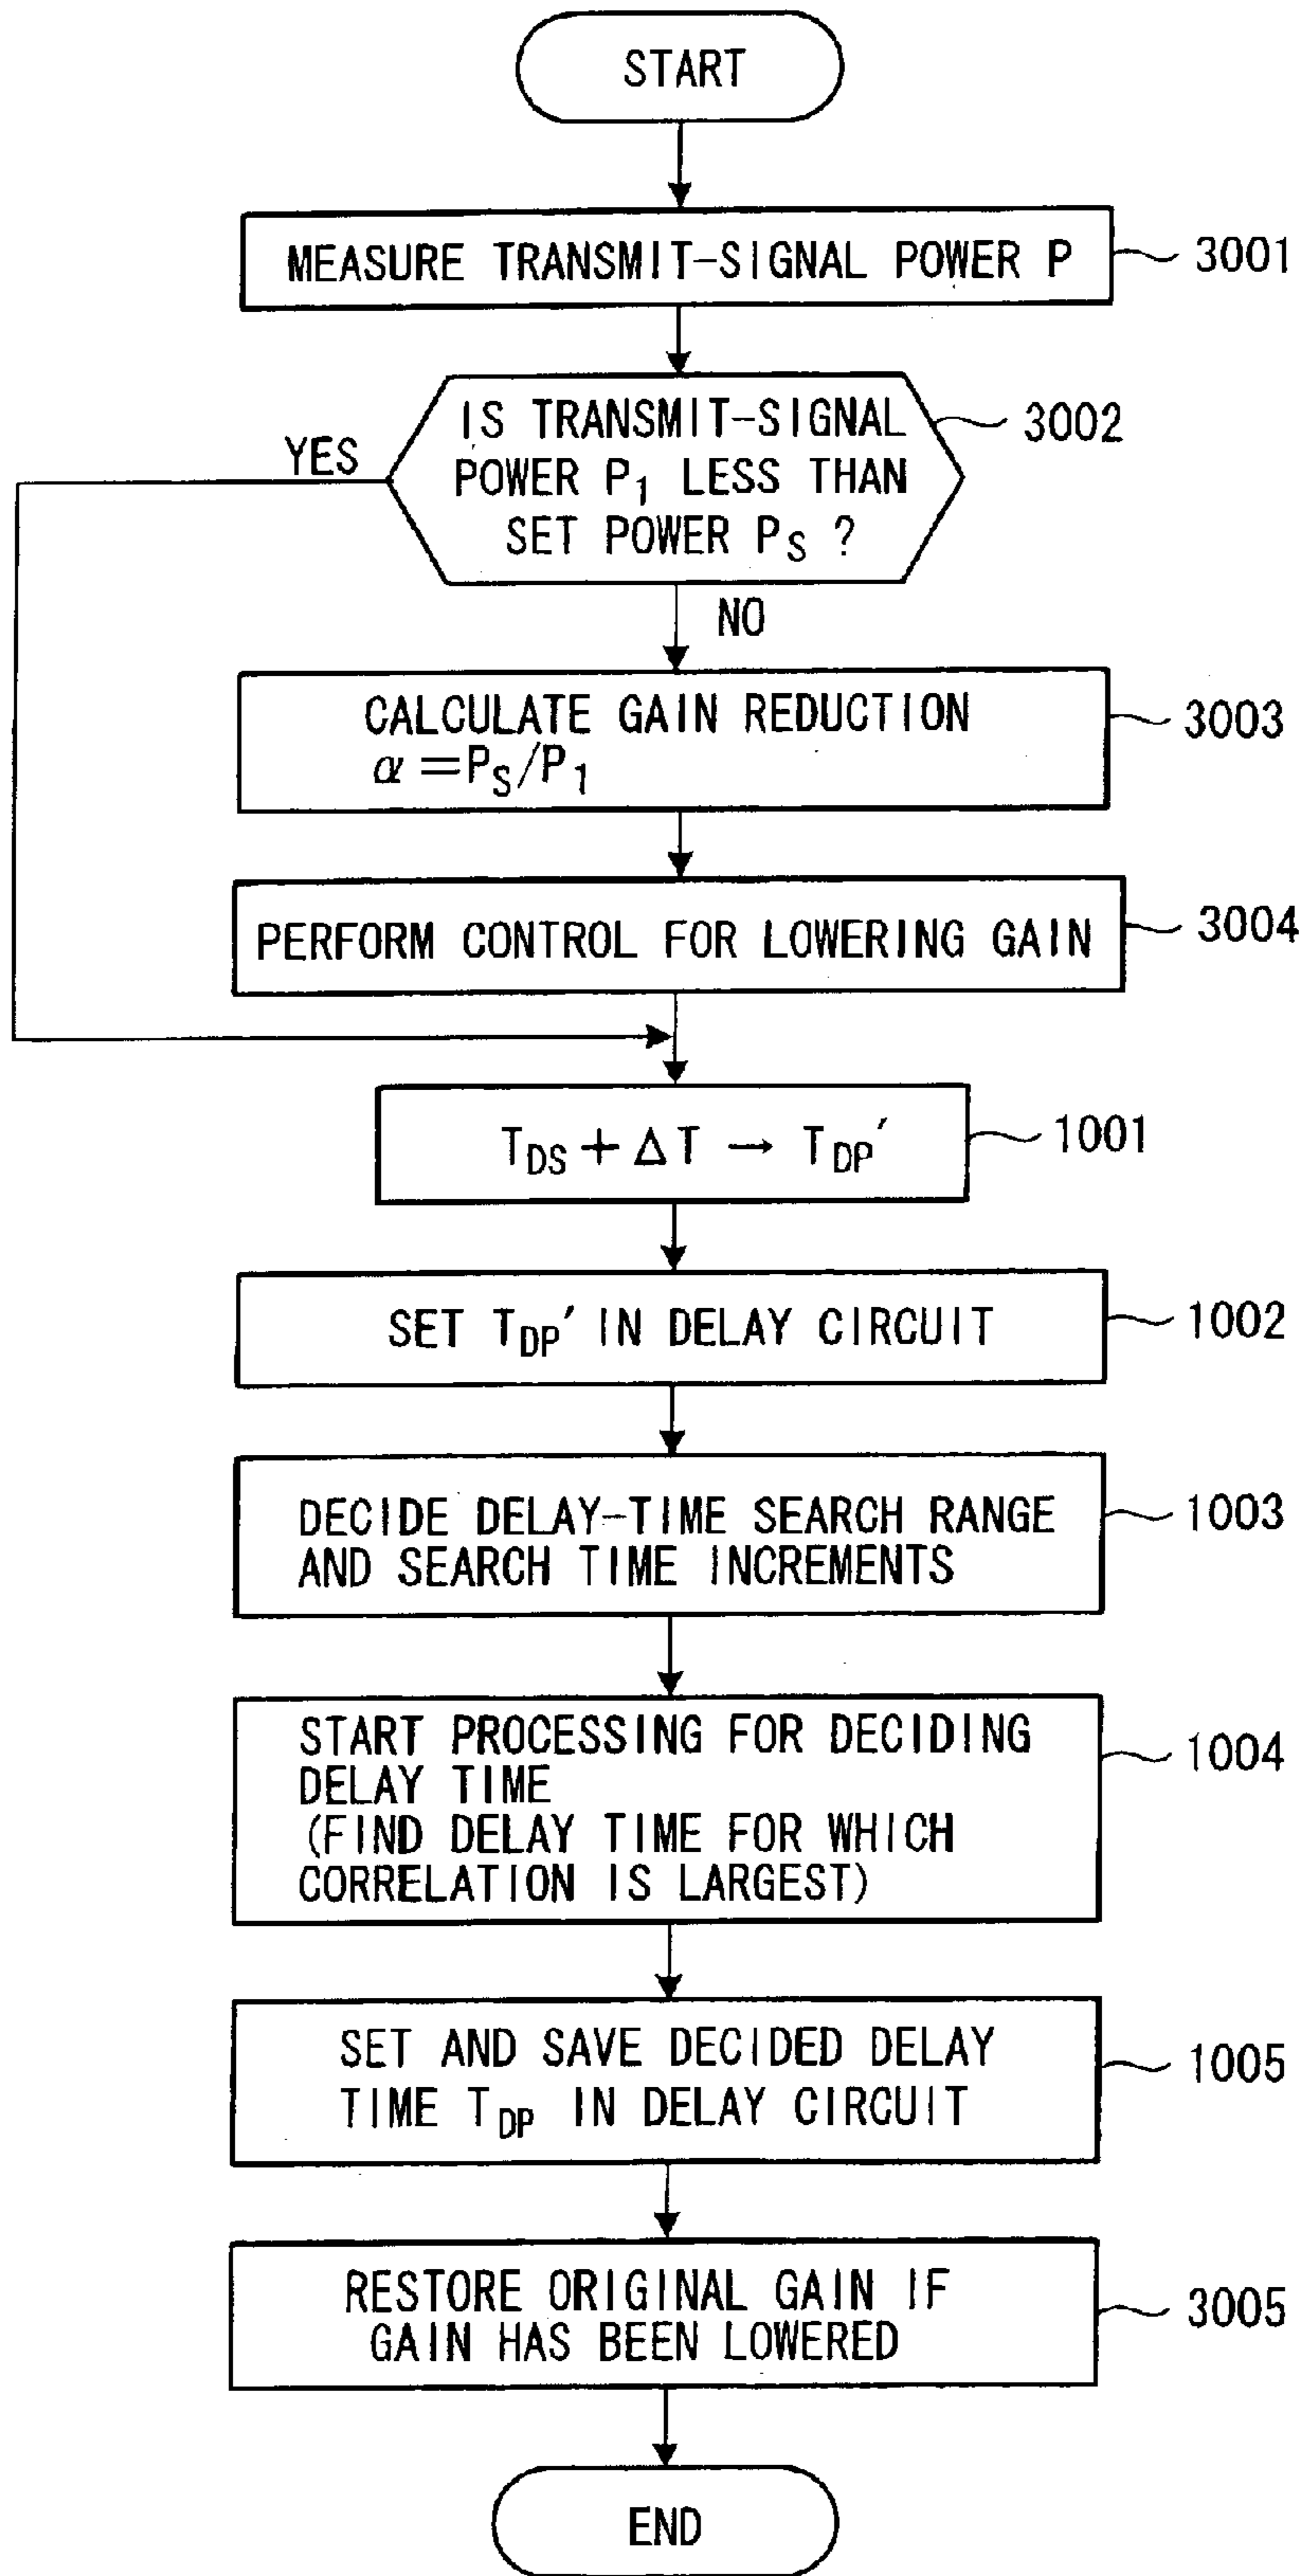 START
MEASURE TRANSMIT-SIGNAL POWER P
3001
IS TRANSMIT-SIGNAL
POWER P₁ LESS THAN
SET POWER Pₛ ?
3002
YES
NO
CALCULATE GAIN REDUCTION
α=Pₛ/P₁
3003
PERFORM CONTROL FOR LOWERING GAIN
3004
T_DS + ΔT → T_DP'
1001
SET T_DP' IN DELAY CIRCUIT
1002
DECIDE DELAY-TIME SEARCH RANGE
AND SEARCH TIME INCREMENTS
1003
START PROCESSING FOR DECIDING
DELAY TIME
(FIND DELAY TIME FOR WHICH
CORRELATION IS LARGEST)
1004
SET AND SAVE DECIDED DELAY
TIME T_DP IN DELAY CIRCUIT
1005
RESTORE ORIGINAL GAIN IF
GAIN HAS BEEN LOWERED
3005
END